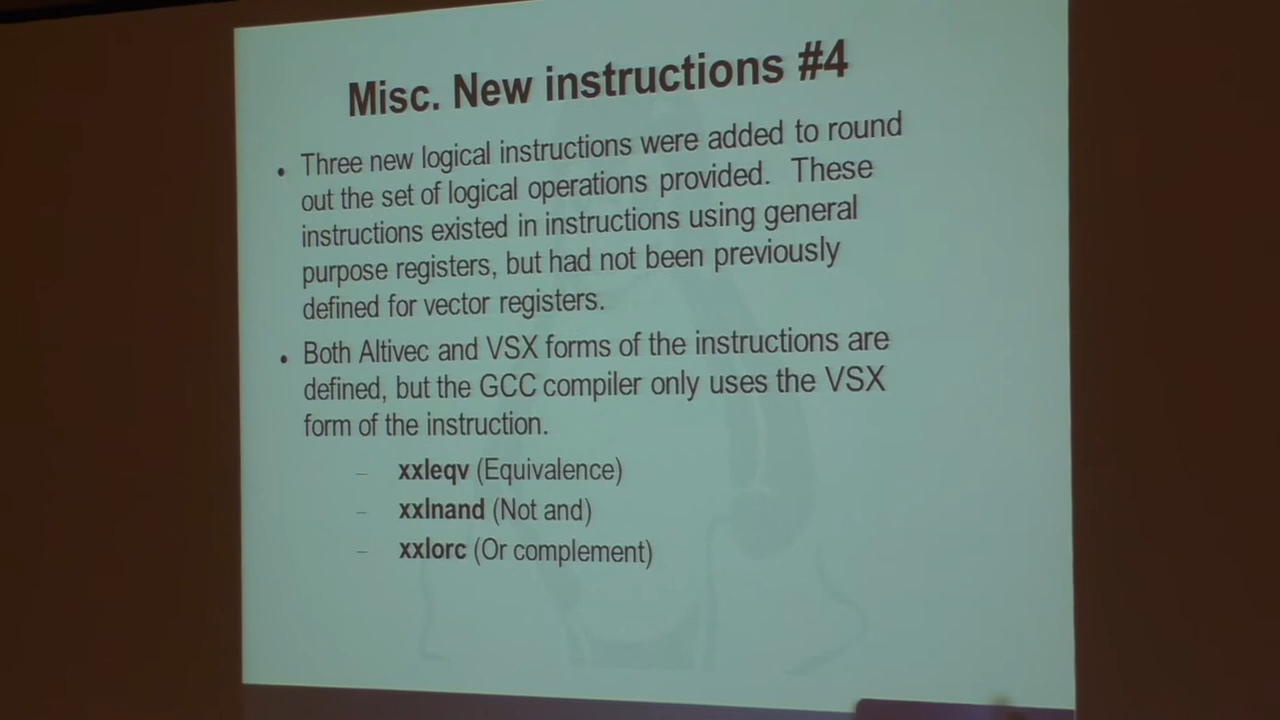 Misc. New instructions #4
• Three new logical instructions were added to round
out the set of logical operations provided. These
instructions existed in instructions using general
purpose registers, but had not been previously
defined for vector registers.
• Both Altivec and VSX forms of the instructions are
defined, but the GCC compiler only uses the VSX
form of the instruction.
– xxleqv (Equivalence)
– xxlnand (Not and)
– xxlorc (Or complement)